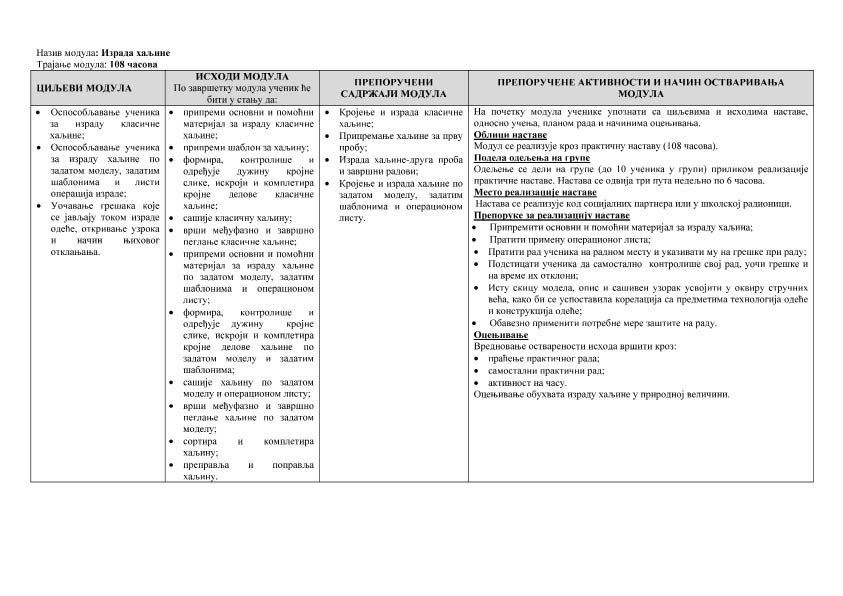 Назив модула: Израда хаљине
Трајање модула: 108 часова
ЦИЉЕВИ МОДУЛА
• Оспособљавање ученика
за израду класичне
хаљине;
• Оспособљавање ученика
за израду хаљине по
задатом моделу, задатим
шаблонима и листи
операција израде;
• Уочавање грешака које
се јављају током израде
одеће, откривање узрока
и начин њиховог
отклањања.
ИСХОДИ МОДУЛА
По завршетку модула ученик ће
бити у стању да:
• припреми основни и помоћни
материјал за израду класичне
хаљине;
• припреми шаблон за хаљину;
• формира, контролише и
одређује дужину кројне
слике, искроји и комплетира
кројне делове класичне
хаљине;
• сашије класичну хаљину;
• врши међуфазно и завршно
пеглање класичне хаљине;
• припреми основни и помоћни
материјал за израду хаљине
по задатом моделу, задатим
шаблонима и операционом
листу;
• формира, контролише и
одређује дужину кројне
слике, искроји и комплетира
кројне делове хаљине по
задатом моделу и задатим
шаблонима;
• сашије хаљину по задатом
моделу и операционом листу;
• врши међуфазно и завршно
пеглање хаљине по задатом
моделу;
• сортира и комплетира
хаљину;
• преправља и поправља
хаљину.
ПРЕПОРУЧЕНИ
САДРЖАЈИ МОДУЛА
• Кројење и израда класичне
хаљине;
• Припремање хаљине за прву
пробу;
• Израда хаљине-друга проба
и завршни радови;
• Кројење и израда хаљине по
задатом моделу, задатим
шаблонима и операционом
листу.
ПРЕПОРУЧЕНЕ АКТИВНОСТИ И НАЧИН ОСТВАРИВАЊА
МОДУЛА
На почетку модула ученике упознати са циљевима и исходима наставе,
односно учења, планом рада и начинима оцењивања.
Облици наставе
Модул се реализује кроз практичну наставу (108 часова).
Подела одељења на групе
Одељење се дели на групе (до 10 ученика у групи) приликом реализације
практичне наставе. Настава се одвија три пута недељно по 6 часова.
Место реализације наставе
Настава се реализује код социјалних партнера или у школској радионици.
Препоруке за реализацију наставе
• Припремити основни и помоћни материјал за израду хаљина;
• Пратити примену операционог листа;
• Пратити рад ученика на радном месту и указивати му на грешке при раду;
• Подстицати ученика да самостално контролише свој рад, уочи грешке и
на време их отклони;
• Исту скицу модела, опис и сашивен узорак усвојити у оквиру стручних
већа, како би се успоставила корелација са предметима технологија одеће
и конструкција одеће;
• Обавезно применити потребне мере заштите на раду.
Оцењивање
Вредновање остварености исхода вршити кроз:
• праћење практичног рада;
• самостални практични рад;
• активност на часу.
Оцењивање обухвата израду хаљине у природној величини.